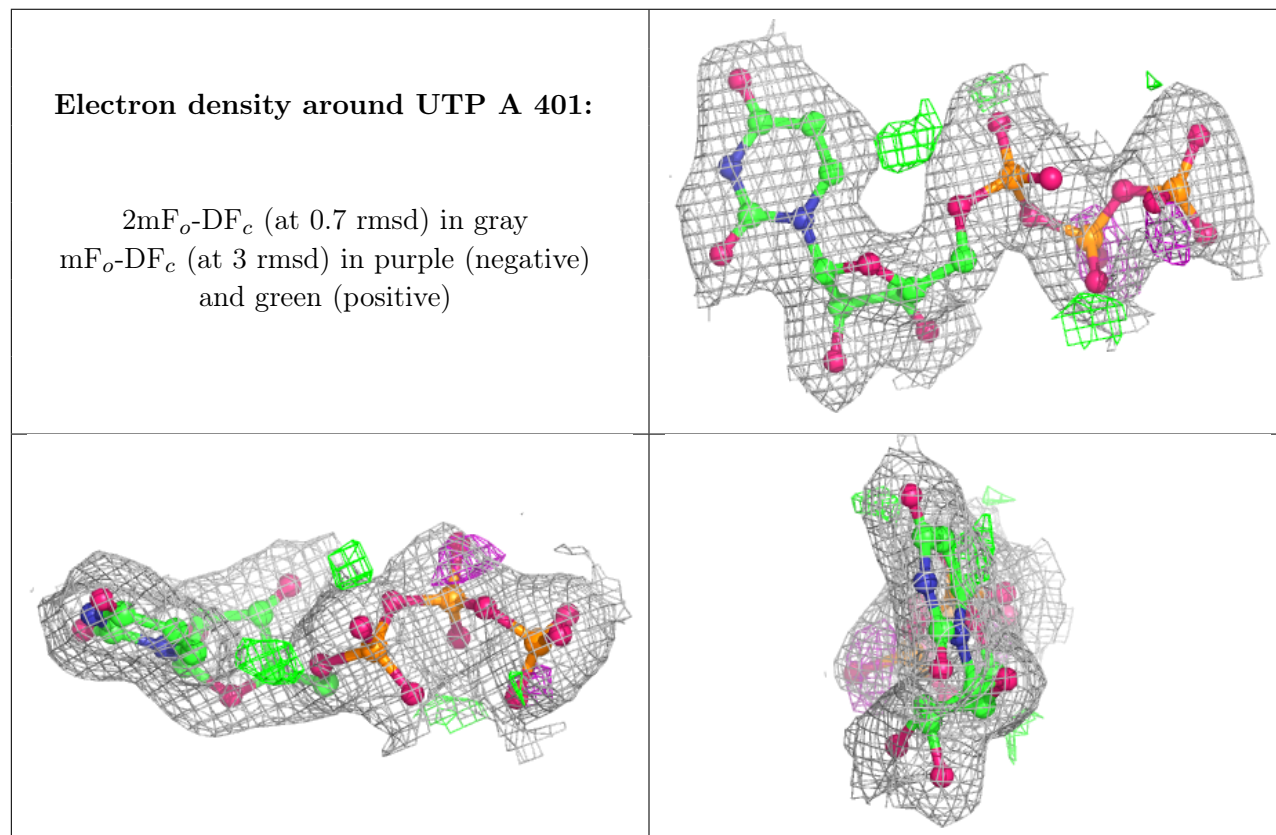 Electron density around UTP A 401:
2mFo-DFc (at 0.7 rmsd) in gray
mFo-DFc (at 3 rmsd) in purple (negative)
and green (positive)